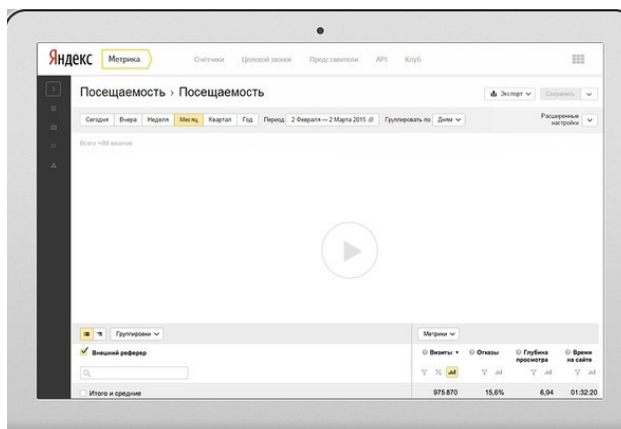 Яндекс Метрика Счётчики Целевой звонок Представители API Клуб
Посещаемость › Посещаемость Экспорт Сохранить
Сегодня Вчера Неделя Месяц Квартал Год Период 2 Февраля — 2 Марта 2015 Группировать по Дням Расширенные настройки
Группировки Метрики
Внешний реферер Визиты Отказы Глубина просмотра Время на сайте
Итого и средние 975 870 15,6% 6,94 01:32:20